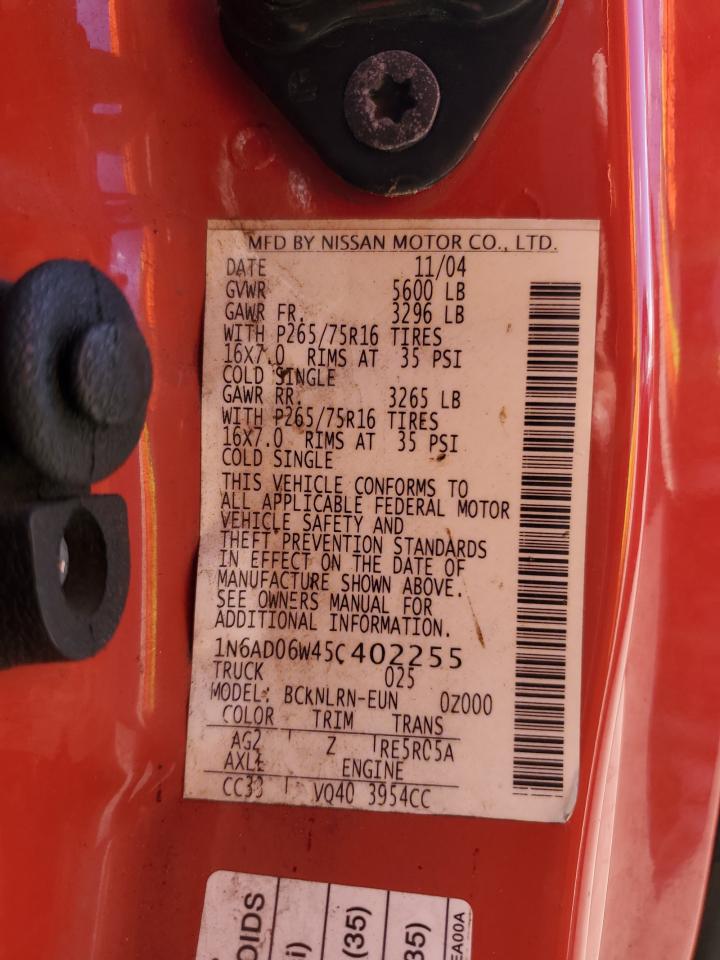 MFD BY NISSAN MOTOR CO., LTD.
DATE 11/04
GVWR 5600 LB
GAWR FR. 3296 LB
WITH P265/75R16 TIRES
16X7.0 RIMS AT 35 PSI
COLD SINGLE
GAWR RR. 3265 LB
WITH P265/75R16 TIRES
16X7.0 RIMS AT 35 PSI
COLD SINGLE
THIS VEHICLE CONFORMS TO
ALL APPLICABLE FEDERAL MOTOR
VEHICLE SAFETY AND
THEFT PREVENTION STANDARDS
IN EFFECT ON THE DATE OF
MANUFACTURE SHOWN ABOVE.
SEE OWNERS MANUAL FOR
ADDITIONAL INFORMATION.
1N6AD06W45C402255
TRUCK 025
MODEL: BCKNLRN-EUN 0Z000
COLOR TRIM TRANS
AG2 Z RE5R05A
AXLE ENGINE
CC33 VQ40 3954CC
OIDS
i)
(35)
35)
EA00A